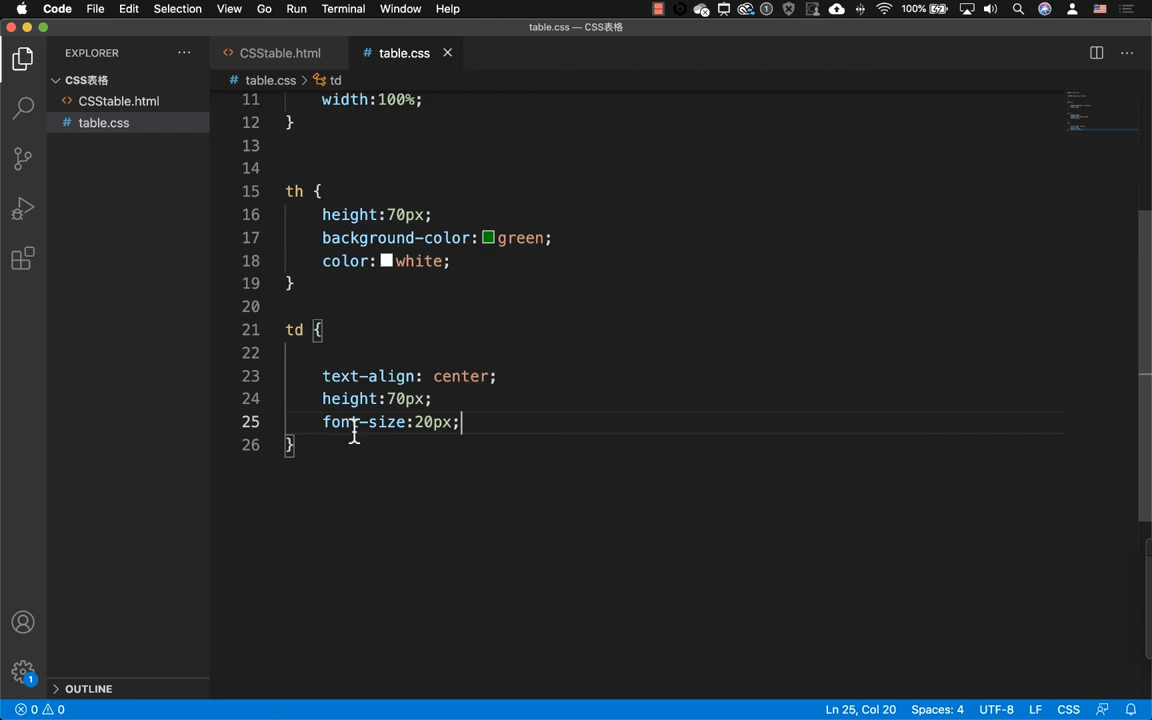 Code File Edit Selection View Go Run Terminal Window Help 100%
table.css — CSS表格
EXPLORER
CSStable.html
table.css
CSS表格
table.css
td
CSStable.html
table.css
11 width:100%;
12 }
13
14
15 th {
16 height:70px;
17 background-color: green;
18 color: white;
19 }
20
21 td {
22
23 text-align: center;
24 height:70px;
25 font-size:20px;
26 }
OUTLINE
1
0 0 Ln 25, Col 20 Spaces: 4 UTF-8 LF CSS